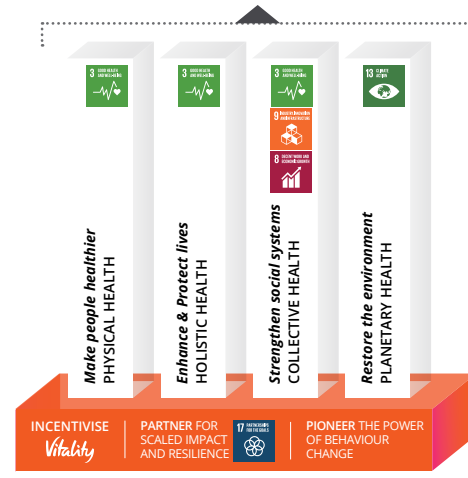 3 GOOD HEALTH
AND WELL-BEING
Make people healthier
PHYSICAL HEALTH
3 GOOD HEALTH
AND WELL-BEING
Enhance & Protect lives
HOLISTIC HEALTH
3 GOOD HEALTH
AND WELL-BEING
9 INDUSTRY, INNOVATION
AND INFRASTRUCTURE
8 DECENT WORK AND
ECONOMIC GROWTH
Strengthen social systems
COLLECTIVE HEALTH
13 CLIMATE
ACTION
Restore the environment
PLANETARY HEALTH
INCENTIVISE
Vitality
PARTNER FOR
SCALED IMPACT
AND RESILIENCE
17 PARTNERSHIPS
FOR THE GOALS
PIONEER THE POWER
OF BEHAVIOUR
CHANGE